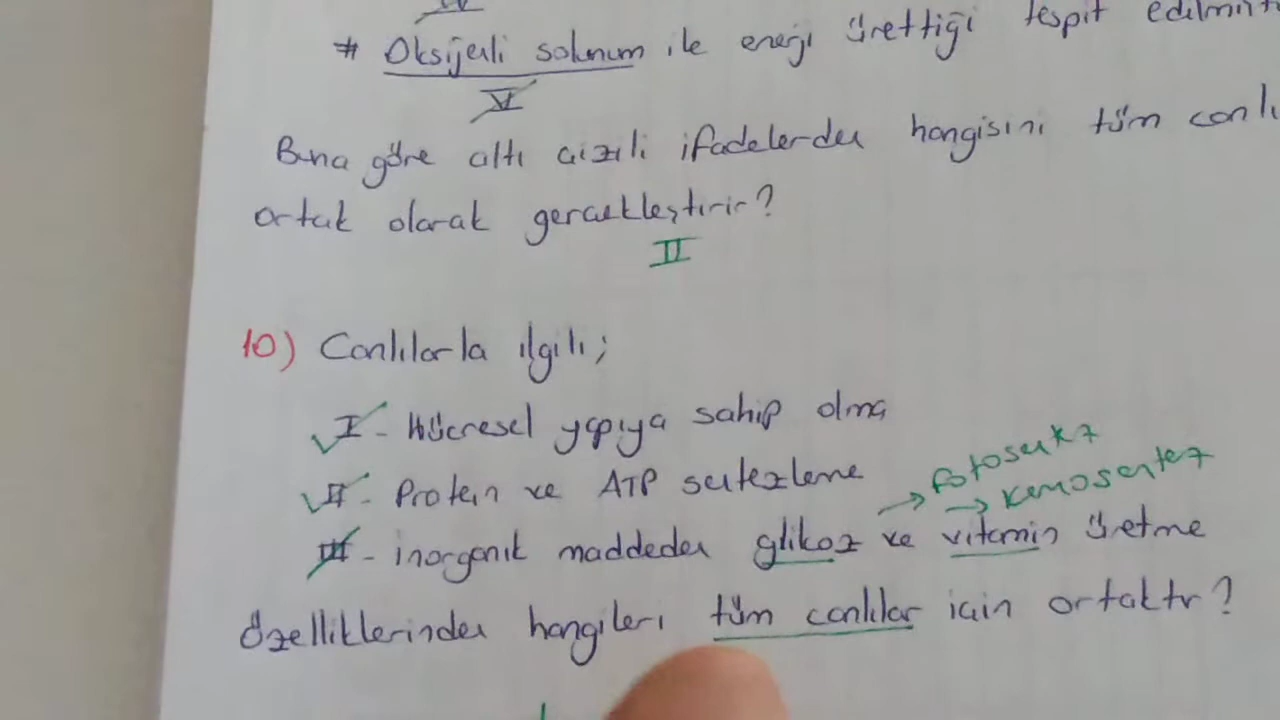 IV
* Oksijenli solunum ile enerji ürettiği tespit edilmişt
V
Buna göre altı çizili ifadelerden hangisini tüm canlı
ortak olarak gerçekleştirir?
II
10) Canlılarla ilgili;
I - Hücresel yapıya sahip olma
II - Protein ve ATP sentezleme
→ fotosentez
→ kemosentez
III - inorganik maddeden glikoz ve vitamin üretme
özelliklerinden hangileri tüm canlılar için ortaktır?